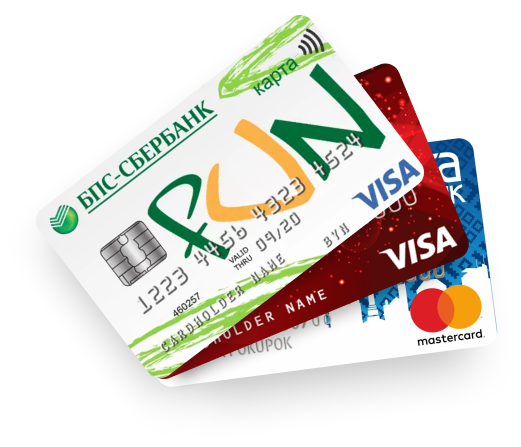 карта
БПС-СБЕРБАНК
RUN
1223 4456 4323 4524
VALID
THRU 09/20
460257
CARDHOLDER NAME BYN
VISA
HOLDER NAME
VISA
mastercard.